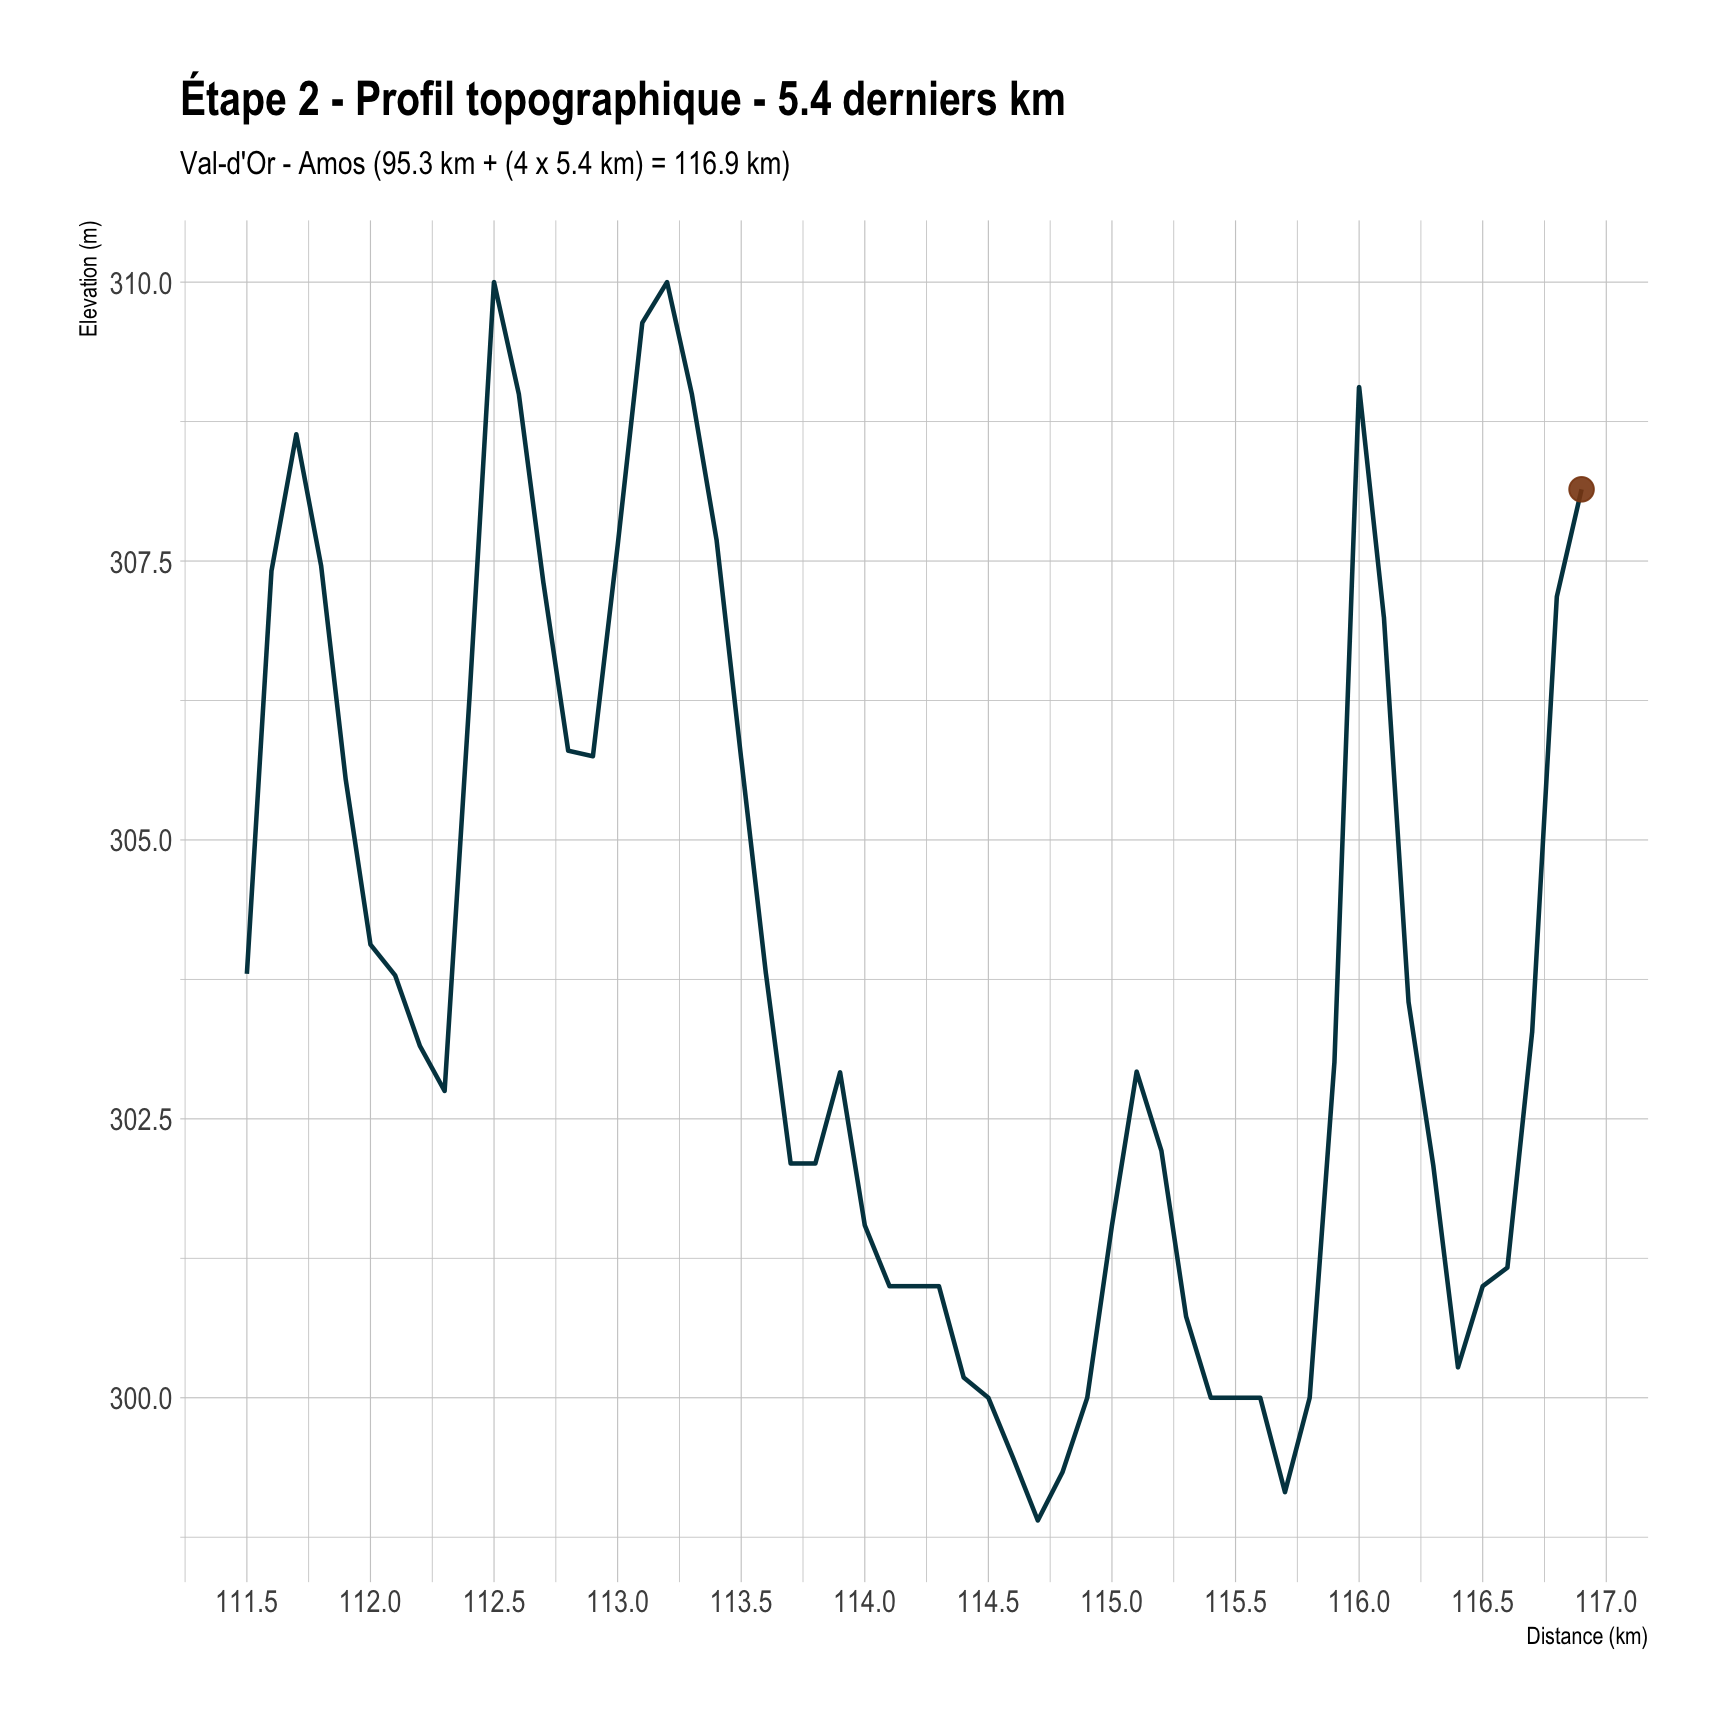 Étape 2 - Profil topographique - 5.4 derniers km
Val-d'Or - Amos (95.3 km + (4 x 5.4 km) = 116.9 km)
Elevation (m)
310.0
307.5
305.0
302.5
300.0
111.5 112.0 112.5 113.0 113.5 114.0 114.5 115.0 115.5 116.0 116.5 117.0
Distance (km)